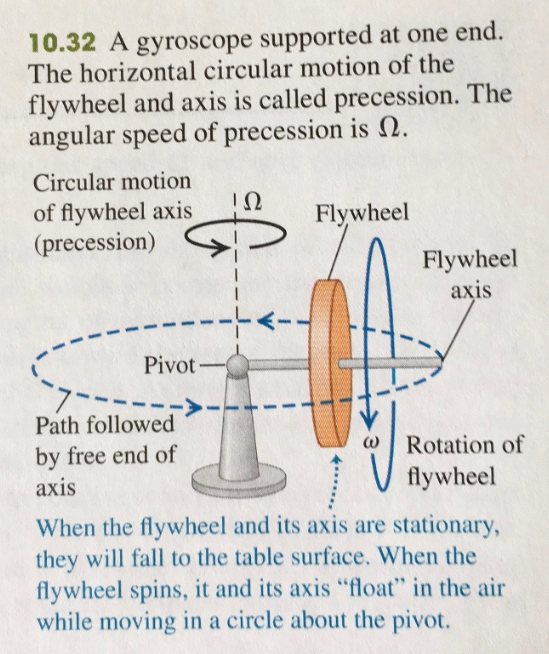 10.32 A gyroscope supported at one end.
The horizontal circular motion of the
flywheel and axis is called precession. The
angular speed of precession is Ω.
Circular motion
of flywheel axis
(precession)
Ω
Flywheel
Flywheel
axis
Pivot
Path followed
by free end of
axis
ω
Rotation of
flywheel
When the flywheel and its axis are stationary,
they will fall to the table surface. When the
flywheel spins, it and its axis “float” in the air
while moving in a circle about the pivot.